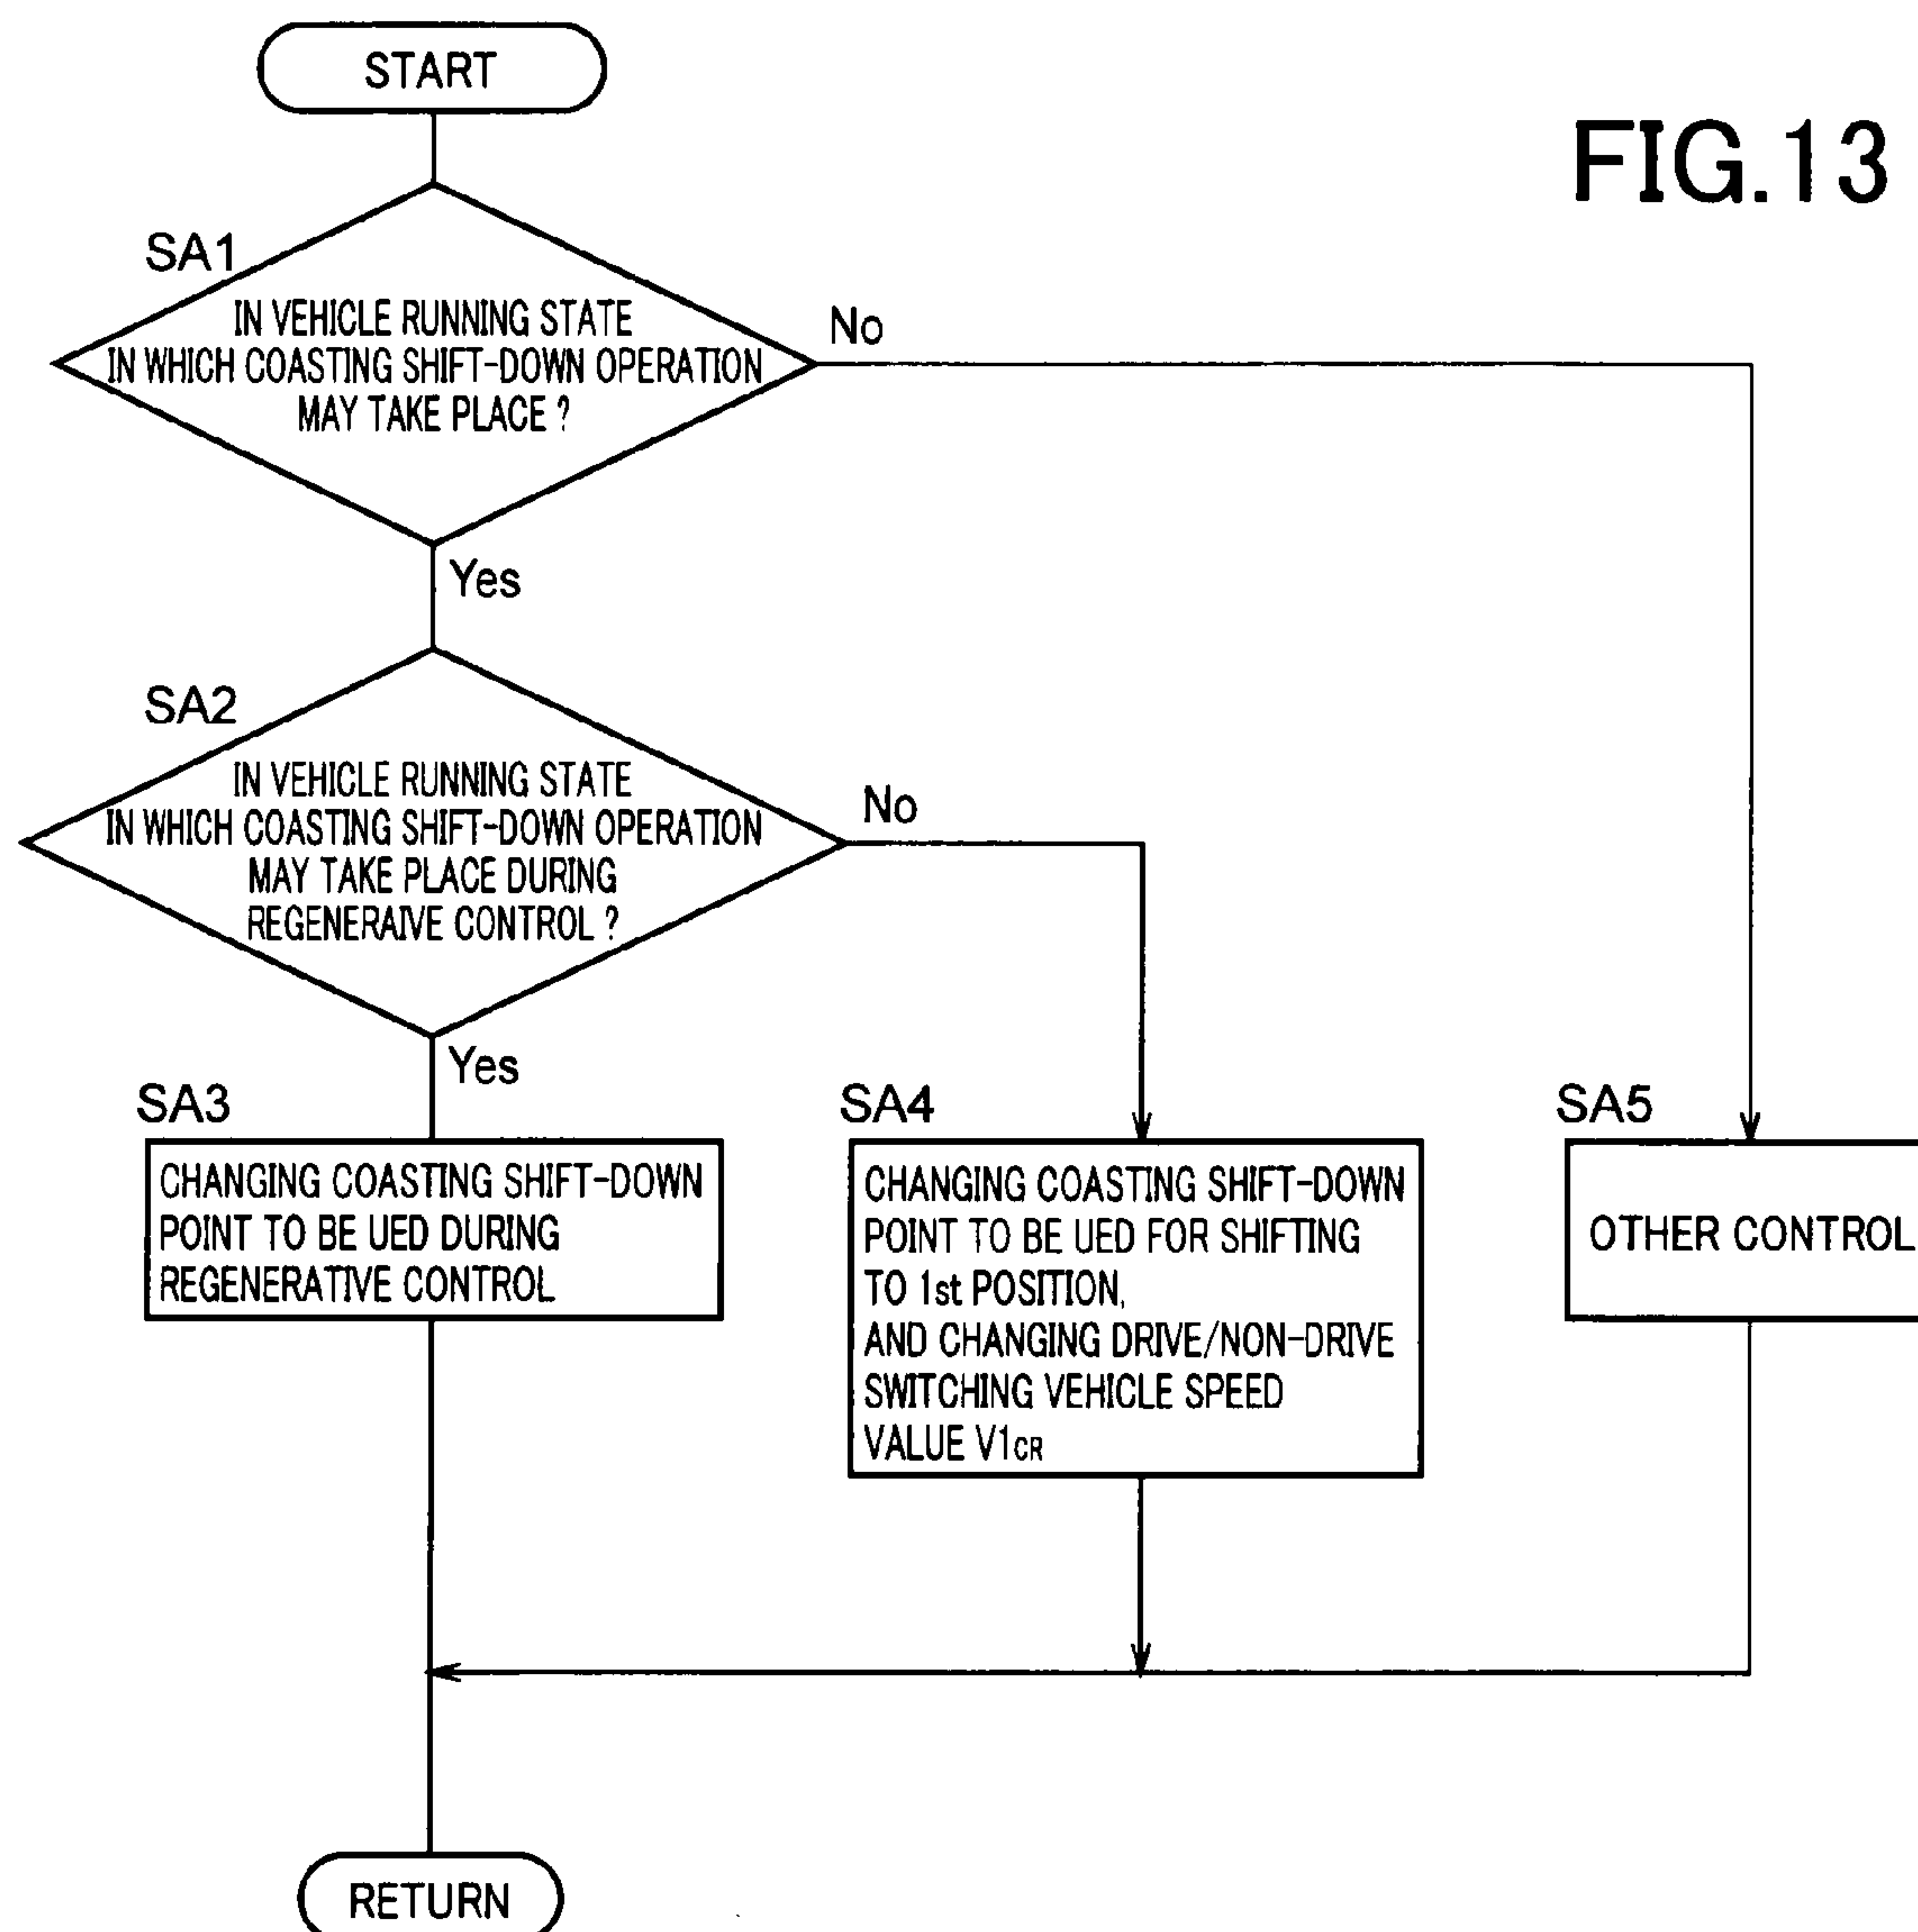 START
FIG.13
SA1
IN VEHICLE RUNNING STATE
IN WHICH COASTING SHIFT-DOWN OPERATION
MAY TAKE PLACE ?
No
Yes
SA2
IN VEHICLE RUNNING STATE
IN WHICH COASTING SHIFT-DOWN OPERATION
MAY TAKE PLACE DURING
REGENERAIVE CONTROL ?
No
Yes
SA3
CHANGING COASTING SHIFT-DOWN
POINT TO BE UED DURING
REGENERATIVE CONTROL
SA4
CHANGING COASTING SHIFT-DOWN
POINT TO BE UED FOR SHIFTING
TO 1st POSITION,
AND CHANGING DRIVE/NON-DRIVE
SWITCHING VEHICLE SPEED
VALUE V1CR
SA5
OTHER CONTROL
RETURN